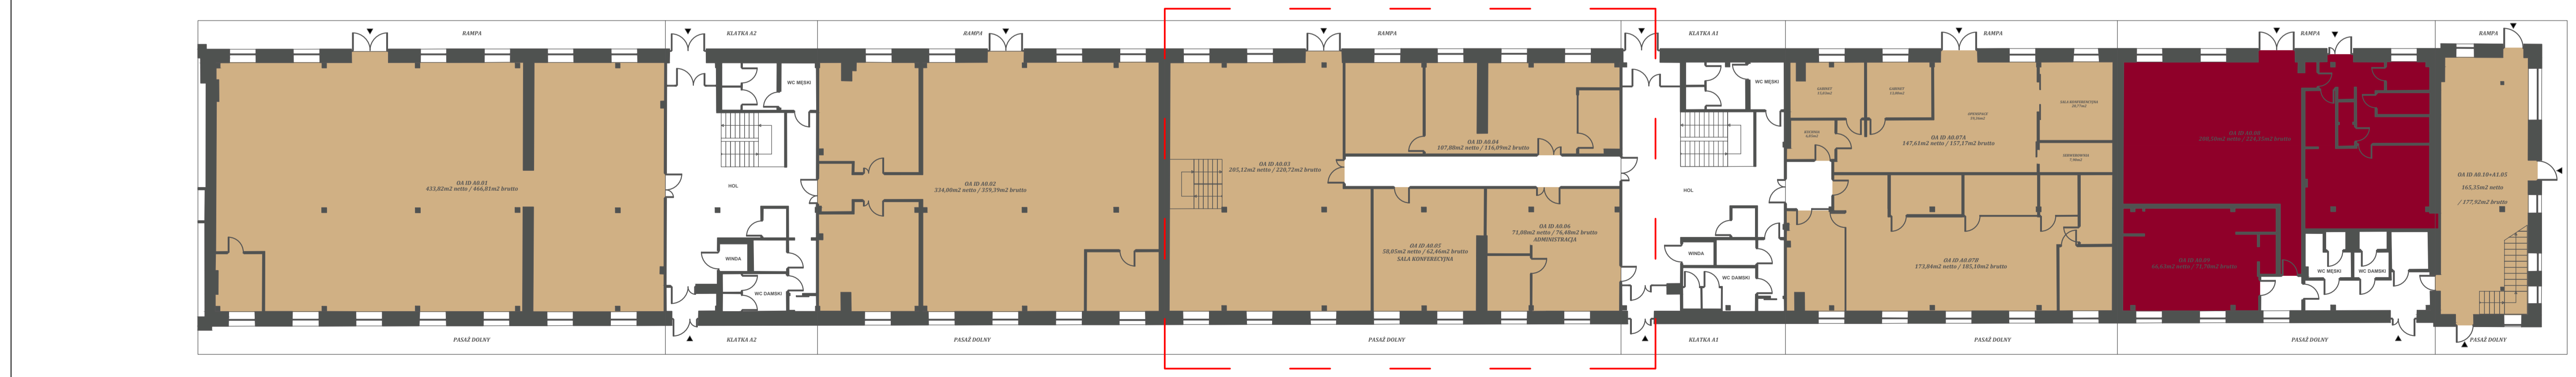 RAMPA
KLATKA A2
RAMPA
RAMPA
KLATKA A1
RAMPA
RAMPA
RAMPA
WC MĘSKI
WC MĘSKI
GABINET
GABINET
OA ID A0.01
433,82m2 netto / 466,81m2 brutto
HOL
WINDA
WC DAMSKI
OA ID A0.02
334,00m2 netto / 359,39m2 brutto
OA ID A0.03
205,12m2 netto / 220,72m2 brutto
OA ID A0.04
107,88m2 netto / 116,09m2 brutto
OA ID A0.05
58,05m2 netto / 62,46m2 brutto
SALA KONFERECYJNA
OA ID A0.06
71,08m2 netto / 76,48m2 brutto
ADMINISTRACJA
HOL
WINDA
WC DAMSKI
OA ID A0.07A
147,61m2 netto / 157,17m2 brutto
OA ID A0.07B
173,84m2 netto / 185,10m2 brutto
WC MĘSKI
WC DAMSKI
OA ID A0.10+A1.05
165,35m2 netto
/ 177,92m2 brutto
PASAŻ DOLNY
KLATKA A2
PASAŻ DOLNY
PASAŻ DOLNY
KLATKA A1
PASAŻ DOLNY
PASAŻ DOLNY
PASAŻ DOLNY